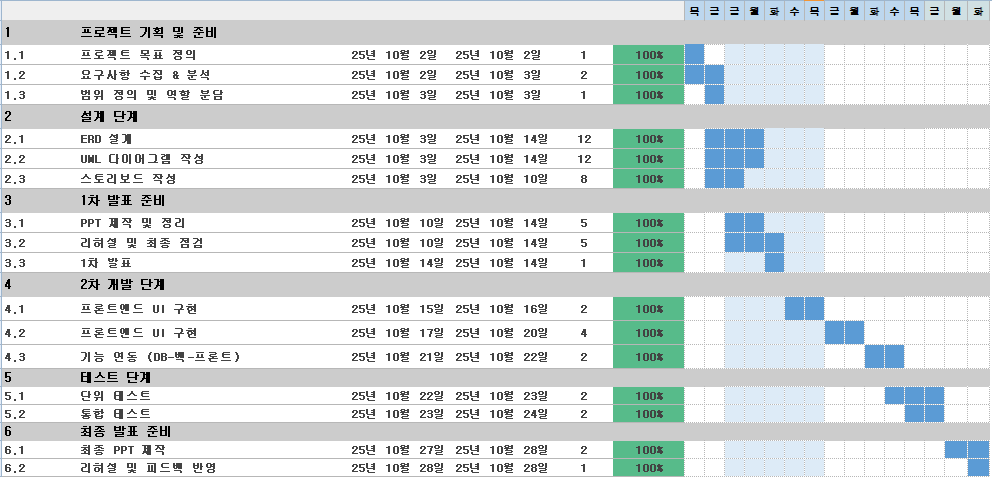 목 금 금 월 화 수 목 금 월 화 수 목 금 월 화
1 프로젝트 기획 및 준비
1.1 프로젝트 목표 정의 25년 10월 2일 25년 10월 2일 1 100%
1.2 요구사항 수집 & 분석 25년 10월 2일 25년 10월 3일 2 100%
1.3 범위 정의 및 역할 분담 25년 10월 3일 25년 10월 3일 1 100%
2 설계 단계
2.1 ERD 설계 25년 10월 3일 25년 10월 14일 12 100%
2.2 UML 다이어그램 작성 25년 10월 3일 25년 10월 14일 12 100%
2.3 스토리보드 작성 25년 10월 3일 25년 10월 10일 8 100%
3 1차 발표 준비
3.1 PPT 제작 및 정리 25년 10월 10일 25년 10월 14일 5 100%
3.2 리허설 및 최종 점검 25년 10월 10일 25년 10월 14일 5 100%
3.3 1차 발표 25년 10월 14일 25년 10월 14일 1 100%
4 2차 개발 단계
4.1 프론트엔드 UI 구현 25년 10월 15일 25년 10월 16일 2 100%
4.2 프론트엔드 UI 구현 25년 10월 17일 25년 10월 20일 4 100%
4.3 기능 연동 (DB-백-프론트) 25년 10월 21일 25년 10월 22일 2 100%
5 테스트 단계
5.1 단위 테스트 25년 10월 22일 25년 10월 23일 2 100%
5.2 통합 테스트 25년 10월 23일 25년 10월 24일 2 100%
6 최종 발표 준비
6.1 최종 PPT 제작 25년 10월 27일 25년 10월 28일 2 100%
6.2 리허설 및 피드백 반영 25년 10월 28일 25년 10월 28일 1 100%